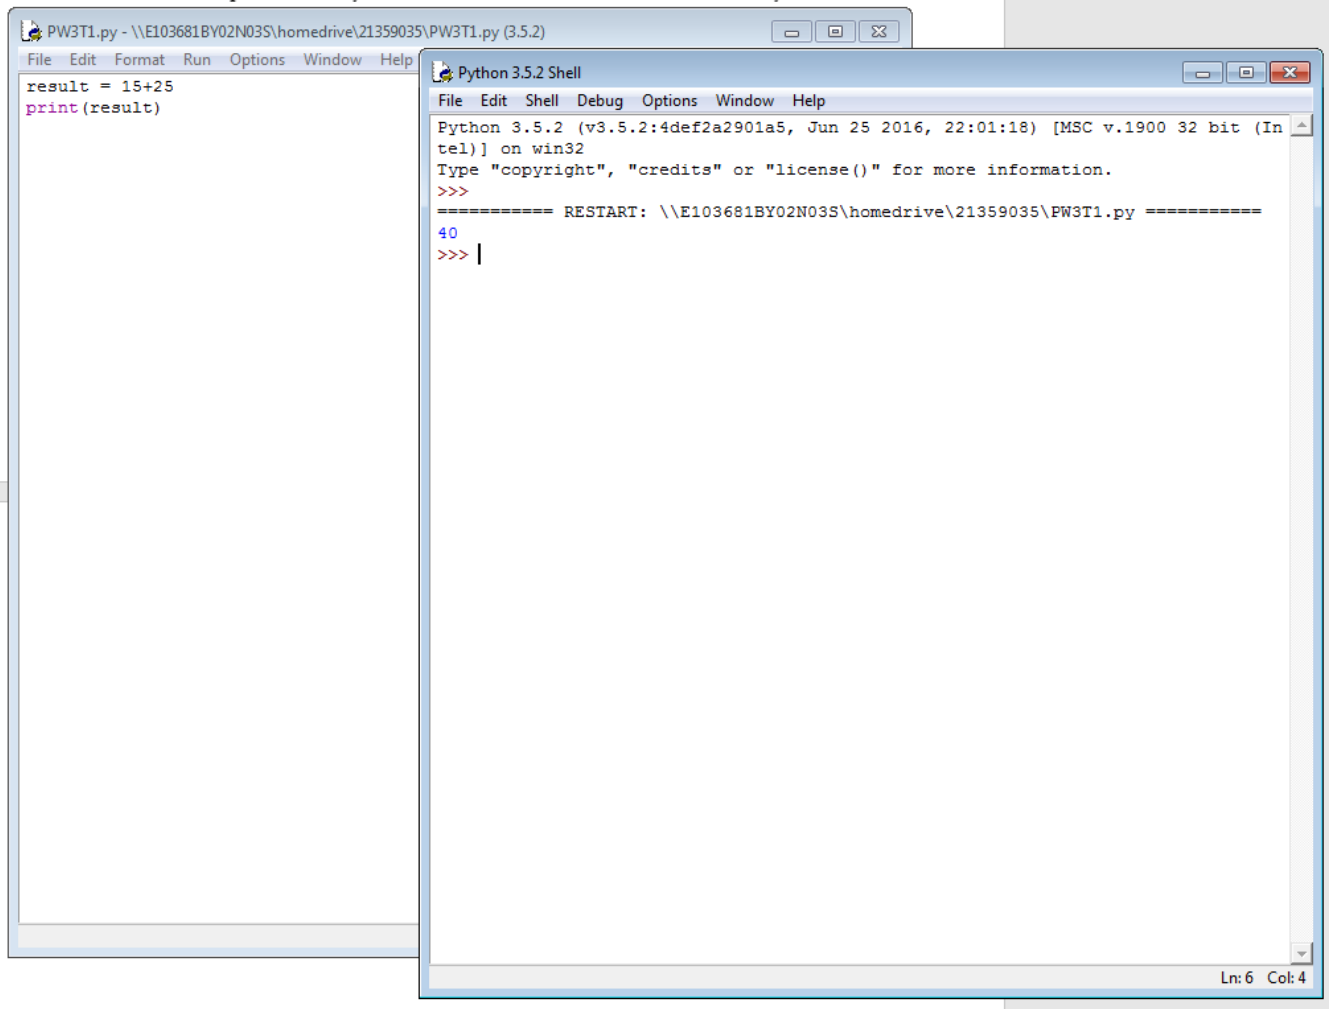 PW3T1.py - \\E103681BY02N03S\homedrive\21359035\PW3T1.py (3.5.2)
File Edit Format Run Options Window Help
result = 15+25
print(result)
Python 3.5.2 Shell
File Edit Shell Debug Options Window Help
Python 3.5.2 (v3.5.2:4def2a2901a5, Jun 25 2016, 22:01:18) [MSC v.1900 32 bit (In
tel)] on win32
Type "copyright", "credits" or "license()" for more information.
>>>
=========== RESTART: \\E103681BY02N03S\homedrive\21359035\PW3T1.py ===========
40
>>>
Ln: 6 Col: 4